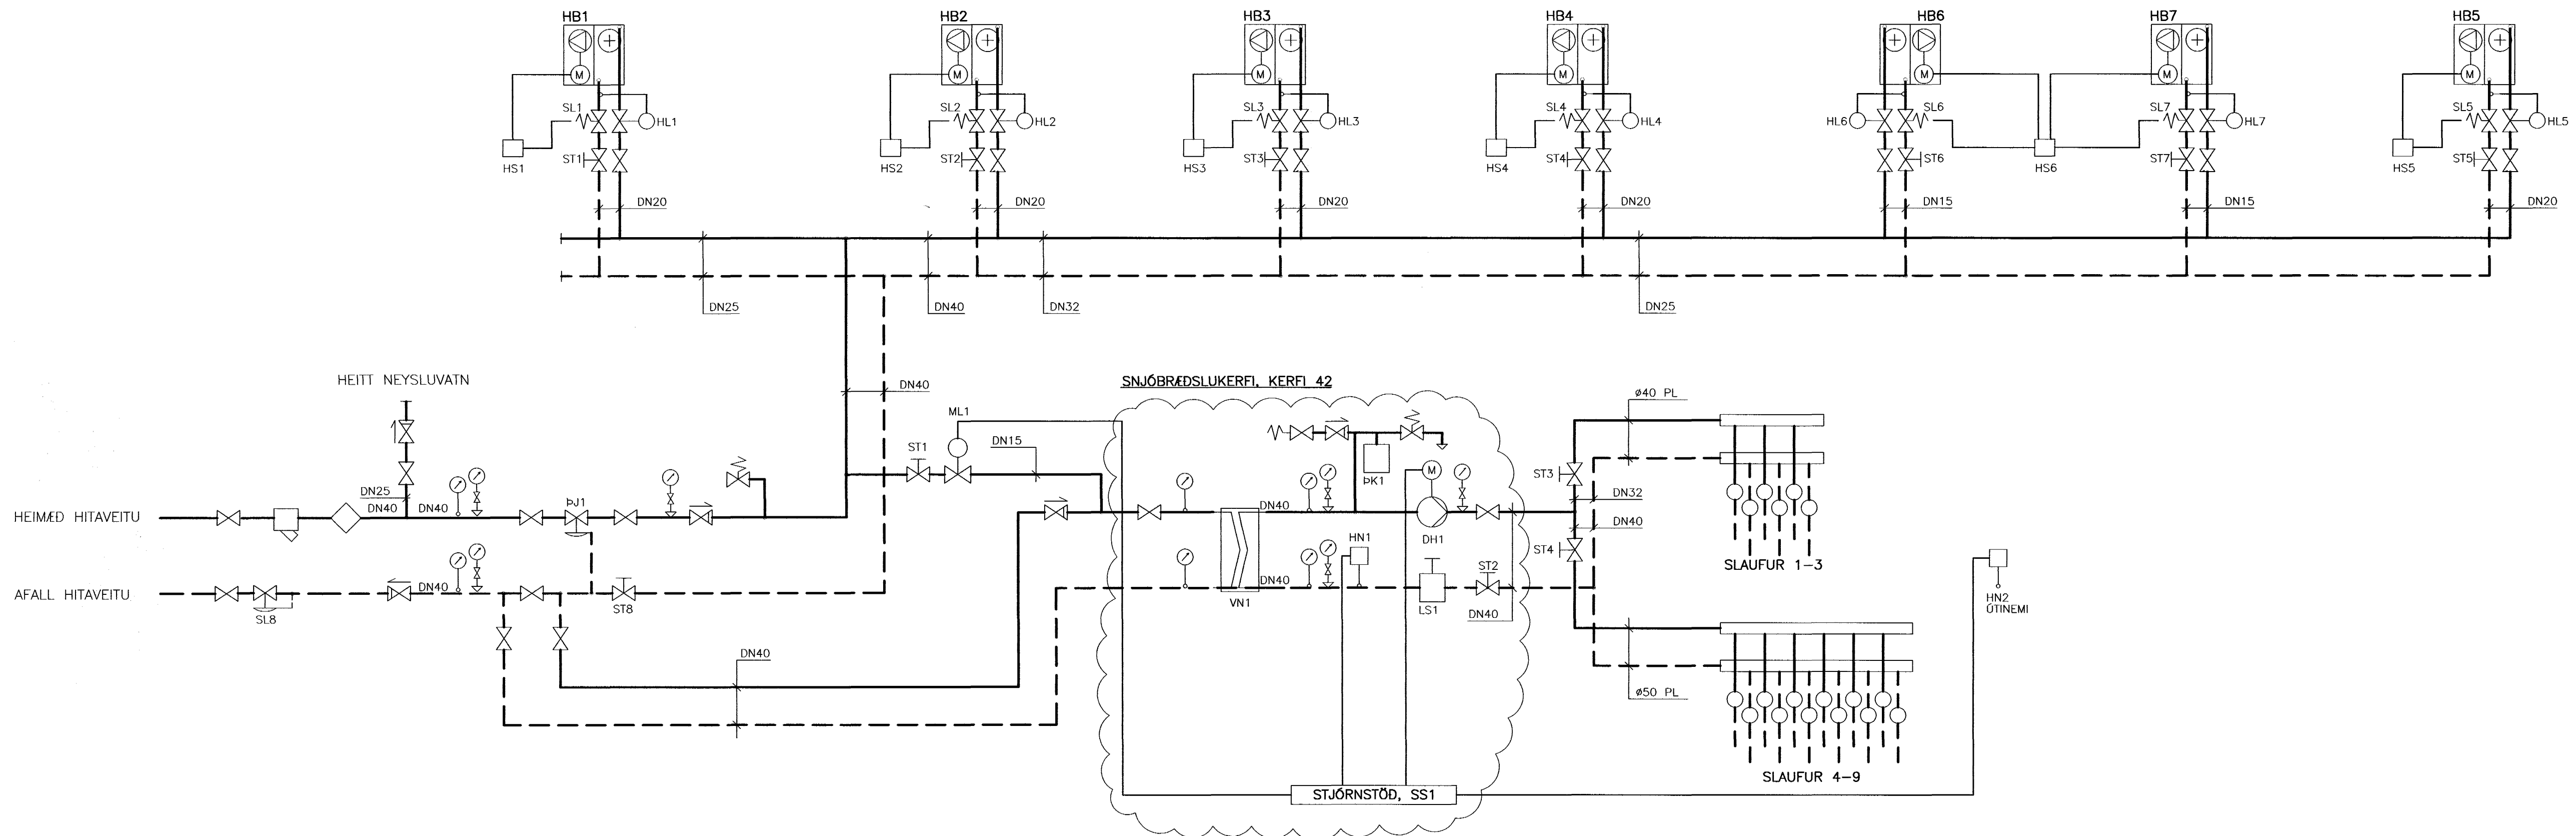 HB1 HB2 HB3 HB4 HB6 HB7 HB5
M M M M M M M
SL1 SL2 SL3 SL4 SL6 SL7 SL5
HL1 HL2 HL3 HL4 HL6 HL7 HL5
ST1 ST2 ST3 ST4 ST6 ST7 ST5
HS1 HS2 HS3 HS4 HS6 HS5
DN20 DN20 DN20 DN20 DN15 DN15 DN20
DN25 DN40 DN32 DN25
HEITT NEYSLUVATN
DN40
SNJÓBRÆÐSLUKERFI, KERFI 42
ø40 PL
ML1
ST1
DN15
M
ÞK1
ST3
DN25
DN40 DN40
ÞJ1
DN32
HEIMÆÐ HITAVEITU
DN40
DN40
HN1
DH1
ST4
SLAUFUR 1-3
AFALL HITAVEITU
DN40
ST8
SL8
DN40
VN1
LS1
ST2
DN40
HN2
ÚTINEMI
DN40
ø50 PL
SLAUFUR 4-9
STJÓRNSTÖÐ, SS1